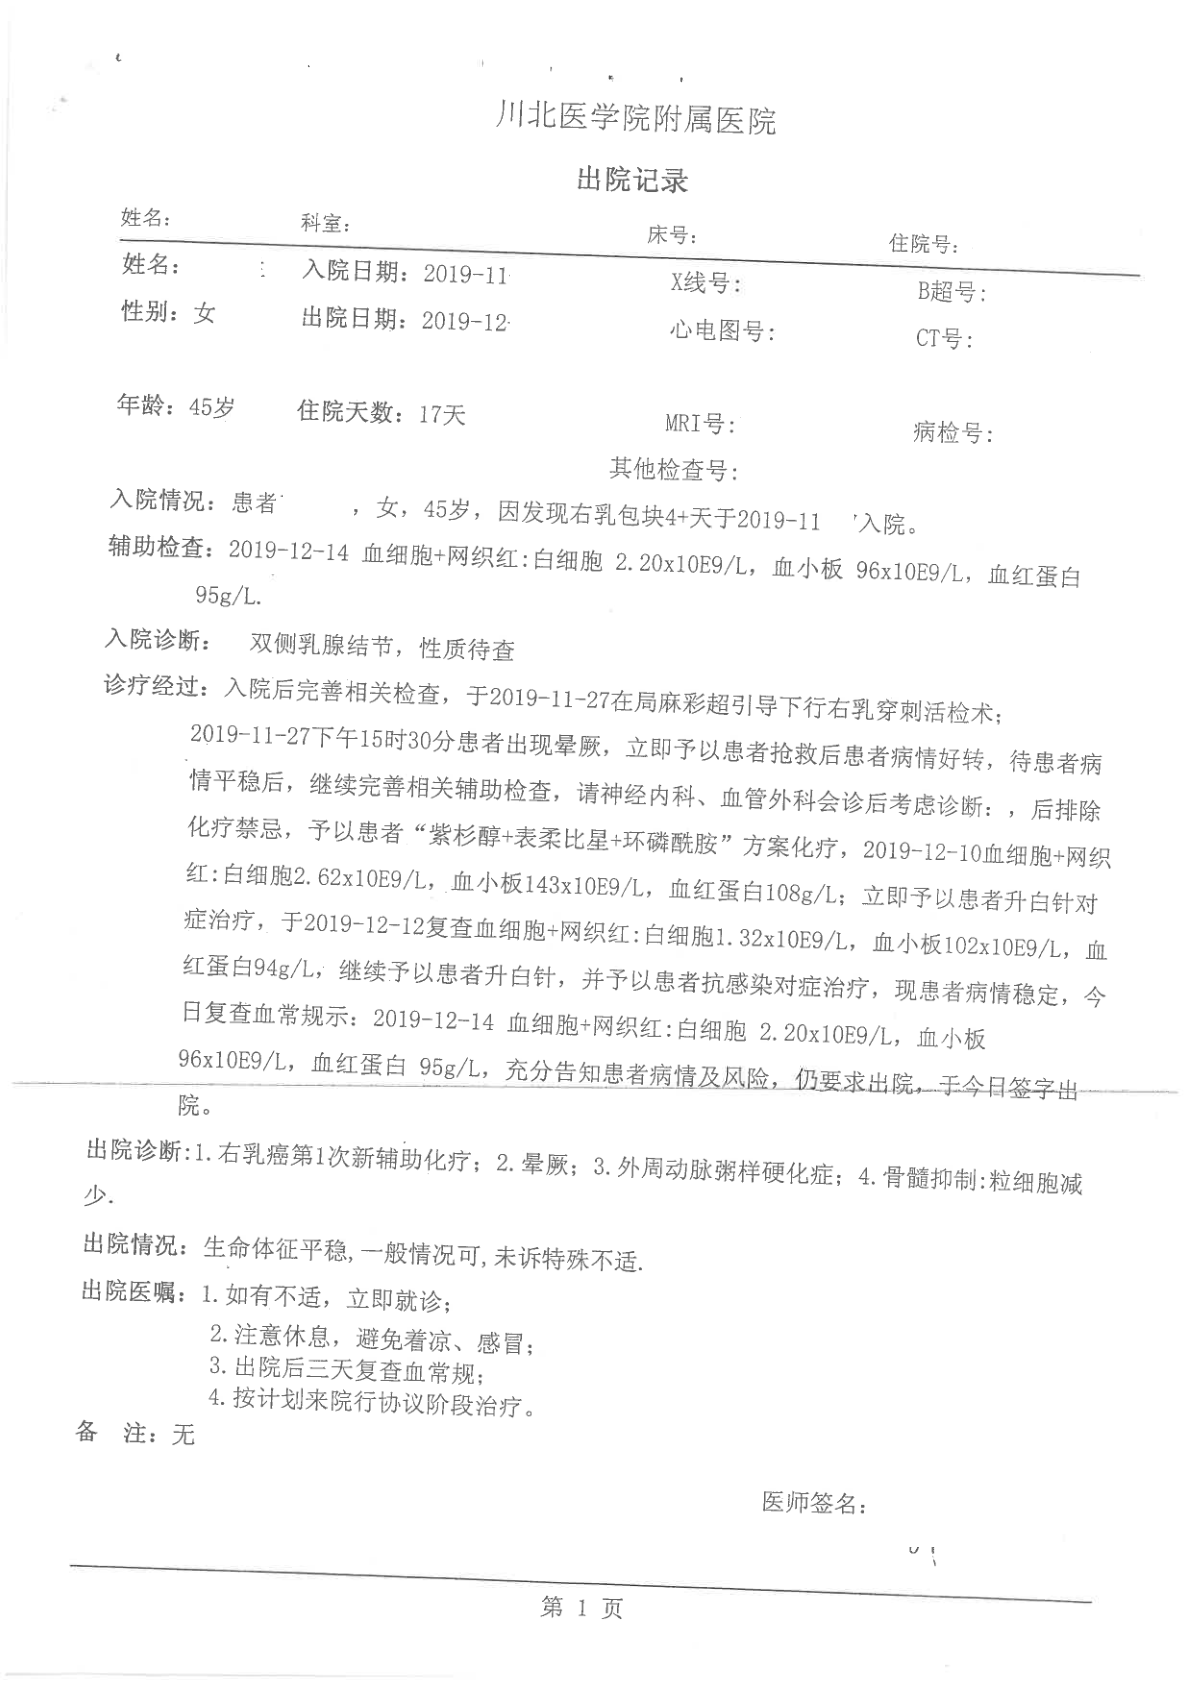 川北医学院附属医院
出院记录
姓名： 科室： 床号： 住院号：
姓名： 入院日期：2019-11 X线号： B超号：
性别：女 出院日期：2019-12 心电图号： CT号：
年龄：45岁 住院天数：17天 MRI号： 病检号：
其他检查号：
入院情况：患者 ，女，45岁，因发现右乳包块4+天于2019-11 入院。
辅助检查：2019-12-14 血细胞+网织红:白细胞 2.20x10E9/L，血小板 96x10E9/L，血红蛋白
95g/L.
入院诊断： 双侧乳腺结节，性质待查
诊疗经过：入院后完善相关检查，于2019-11-27在局麻彩超引导下行右乳穿刺活检术；
2019-11-27下午15时30分患者出现晕厥，立即予以患者抢救后患者病情好转，待患者病
情平稳后，继续完善相关辅助检查，请神经内科、血管外科会诊后考虑诊断：，后排除
化疗禁忌，予以患者“紫杉醇+表柔比星+环磷酰胺”方案化疗，2019-12-10血细胞+网织
红:白细胞2.62x10E9/L，血小板143x10E9/L，血红蛋白108g/L；立即予以患者升白针对
症治疗，于2019-12-12复查血细胞+网织红:白细胞1.32x10E9/L，血小板102x10E9/L，血
红蛋白94g/L，继续予以患者升白针，并予以患者抗感染对症治疗，现患者病情稳定，今
日复查血常规示：2019-12-14 血细胞+网织红:白细胞 2.20x10E9/L，血小板
96x10E9/L，血红蛋白 95g/L，充分告知患者病情及风险，仍要求出院，于今日签字出
院。
出院诊断:1.右乳癌第1次新辅助化疗；2.晕厥；3.外周动脉粥样硬化症；4.骨髓抑制:粒细胞减
少.
出院情况：生命体征平稳,一般情况可,未诉特殊不适.
出院医嘱：1.如有不适，立即就诊；
2.注意休息，避免着凉、感冒；
3.出院后三天复查血常规；
4.按计划来院行协议阶段治疗。
备 注：无
医师签名：
第 1 页